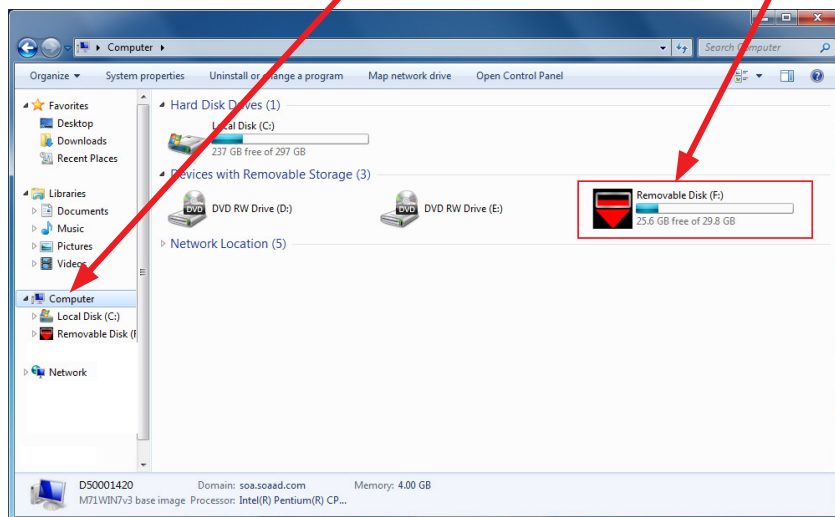 Computer
Search Computer
Organize
System properties
Uninstall or change a program
Map network drive
Open Control Panel
Favorites
Desktop
Downloads
Recent Places
Libraries
Documents
Music
Pictures
Videos
Computer
Local Disk (C:)
Removable Disk (F
Network
Hard Disk Drives (1)
Local Disk (C:)
237 GB free of 297 GB
Devices with Removable Storage (3)
DVD
DVD RW Drive (D:)
DVD
DVD RW Drive (E:)
Removable Disk (F:)
25.6 GB free of 29.8 GB
Network Location (5)
D50001420
Domain: soa.soaad.com
Memory: 4.00 GB
M71WIN7v3 base image
Processor: Intel(R) Pentium(R) CP...